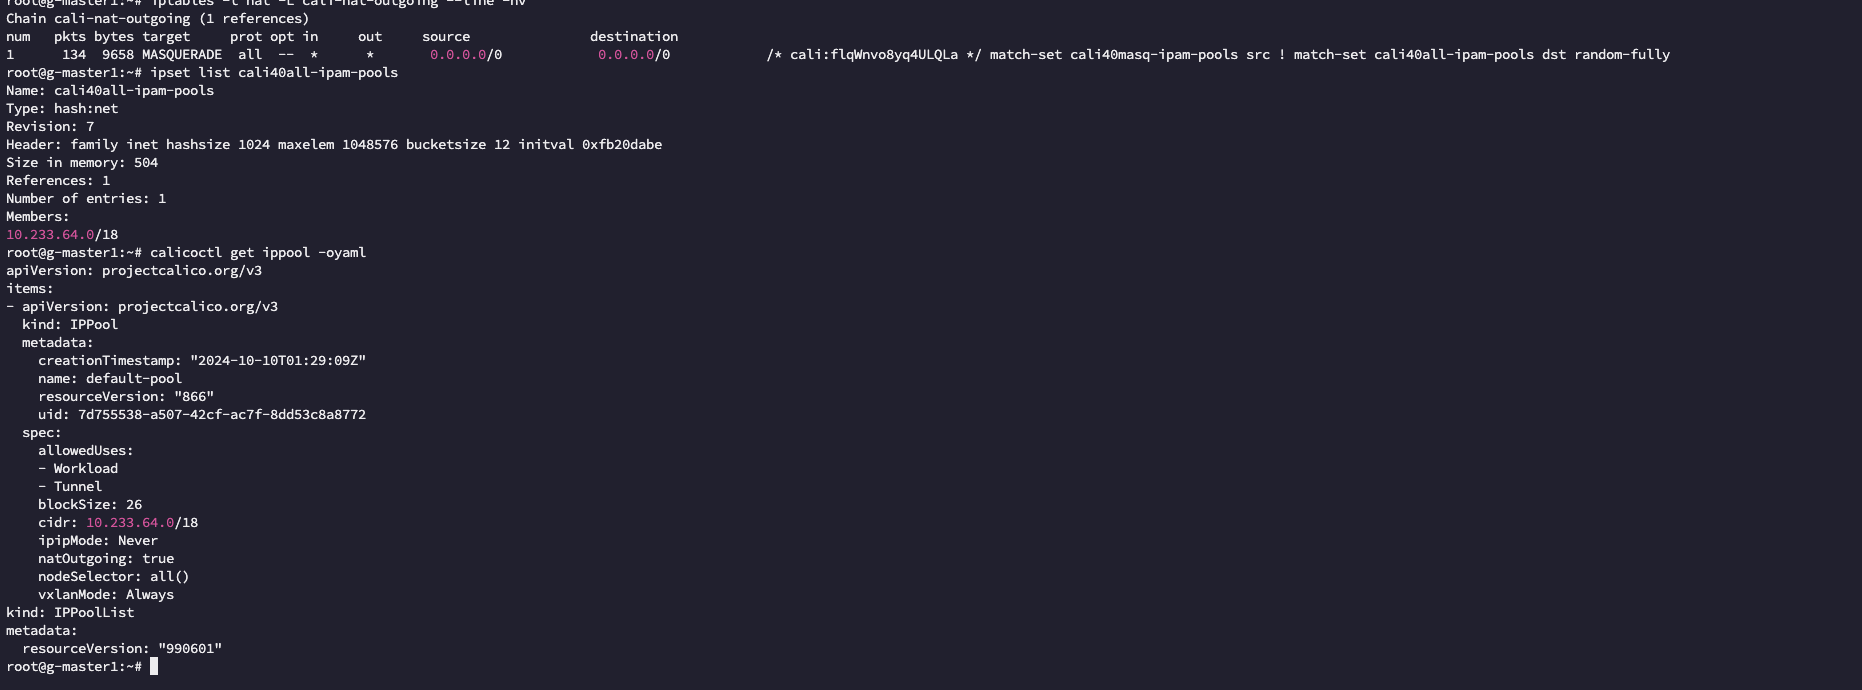 root@g-master1:~# iptables -t nat -L cali-nat-outgoing --line -nv
Chain cali-nat-outgoing (1 references)
num   pkts bytes target     prot opt in     out     source               destination
1      134  9658 MASQUERADE  all  --  *      *       0.0.0.0/0            0.0.0.0/0            /* cali:flqWnvo8yq4ULQLa */ match-set cali40masq-ipam-pools src ! match-set cali40all-ipam-pools dst random-fully
root@g-master1:~# ipset list cali40all-ipam-pools
Name: cali40all-ipam-pools
Type: hash:net
Revision: 7
Header: family inet hashsize 1024 maxelem 1048576 bucketsize 12 initval 0xfb20dabe
Size in memory: 504
References: 1
Number of entries: 1
Members:
10.233.64.0/18
root@g-master1:~# calicoctl get ippool -oyaml
apiVersion: projectcalico.org/v3
items:
- apiVersion: projectcalico.org/v3
  kind: IPPool
  metadata:
    creationTimestamp: "2024-10-10T01:29:09Z"
    name: default-pool
    resourceVersion: "866"
    uid: 7d755538-a507-42cf-ac7f-8dd53c8a8772
  spec:
    allowedUses:
    - Workload
    - Tunnel
    blockSize: 26
    cidr: 10.233.64.0/18
    ipipMode: Never
    natOutgoing: true
    nodeSelector: all()
    vxlanMode: Always
kind: IPPoolList
metadata:
  resourceVersion: "990601"
root@g-master1:~#